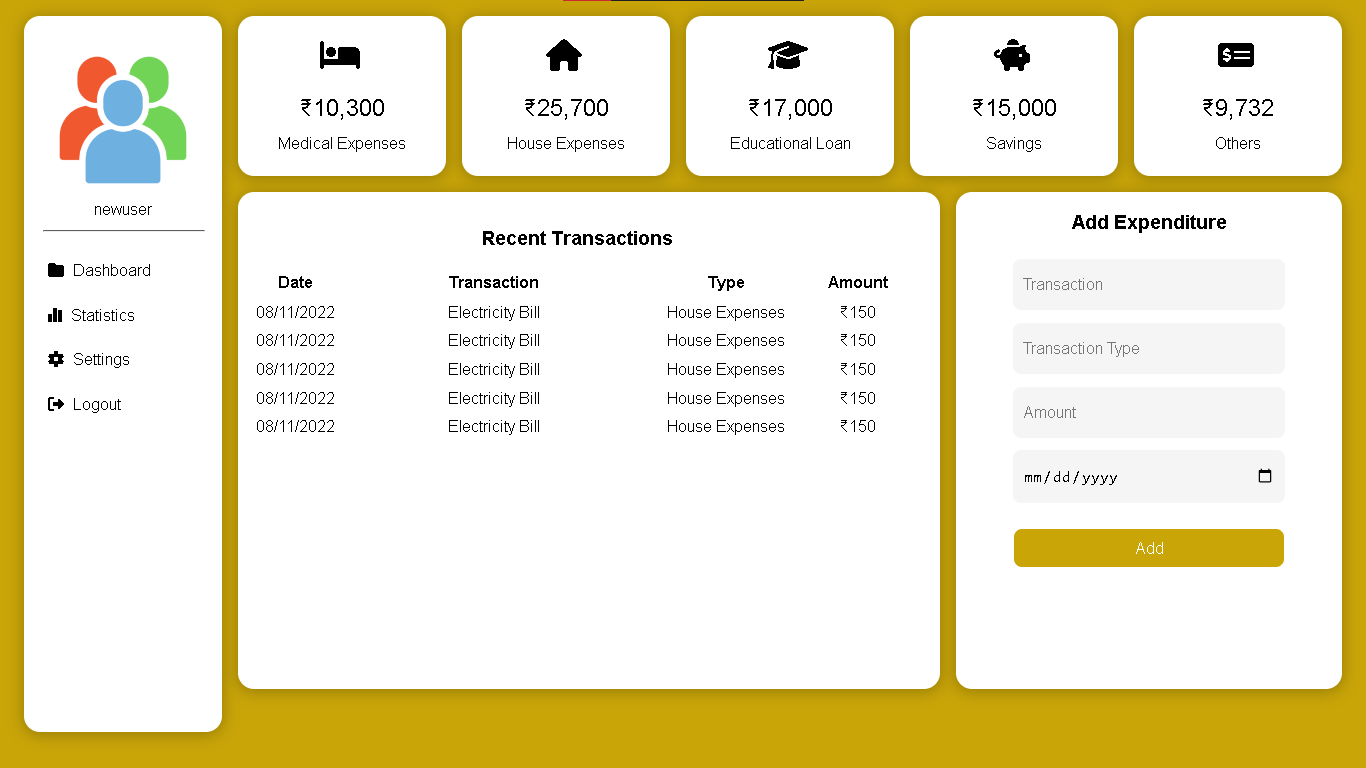 newuser
Dashboard
Statistics
Settings
Logout
₹10,300
Medical Expenses
₹25,700
House Expenses
₹17,000
Educational Loan
₹15,000
Savings
$
₹9,732
Others
Recent Transactions
Date Transaction Type Amount
08/11/2022 Electricity Bill House Expenses ₹150
08/11/2022 Electricity Bill House Expenses ₹150
08/11/2022 Electricity Bill House Expenses ₹150
08/11/2022 Electricity Bill House Expenses ₹150
08/11/2022 Electricity Bill House Expenses ₹150
Add Expenditure
Transaction
Transaction Type
Amount
mm/dd/yyyy
Add